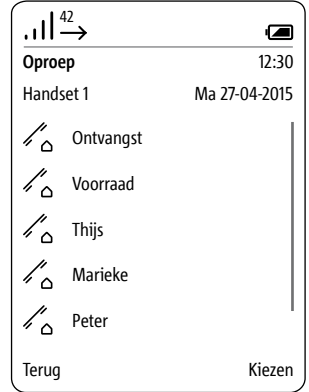 42
Oproep 12:30
Handset 1 Ma 27-04-2015
Ontvangst
Voorraad
Thijs
Marieke
Peter
Terug Kiezen